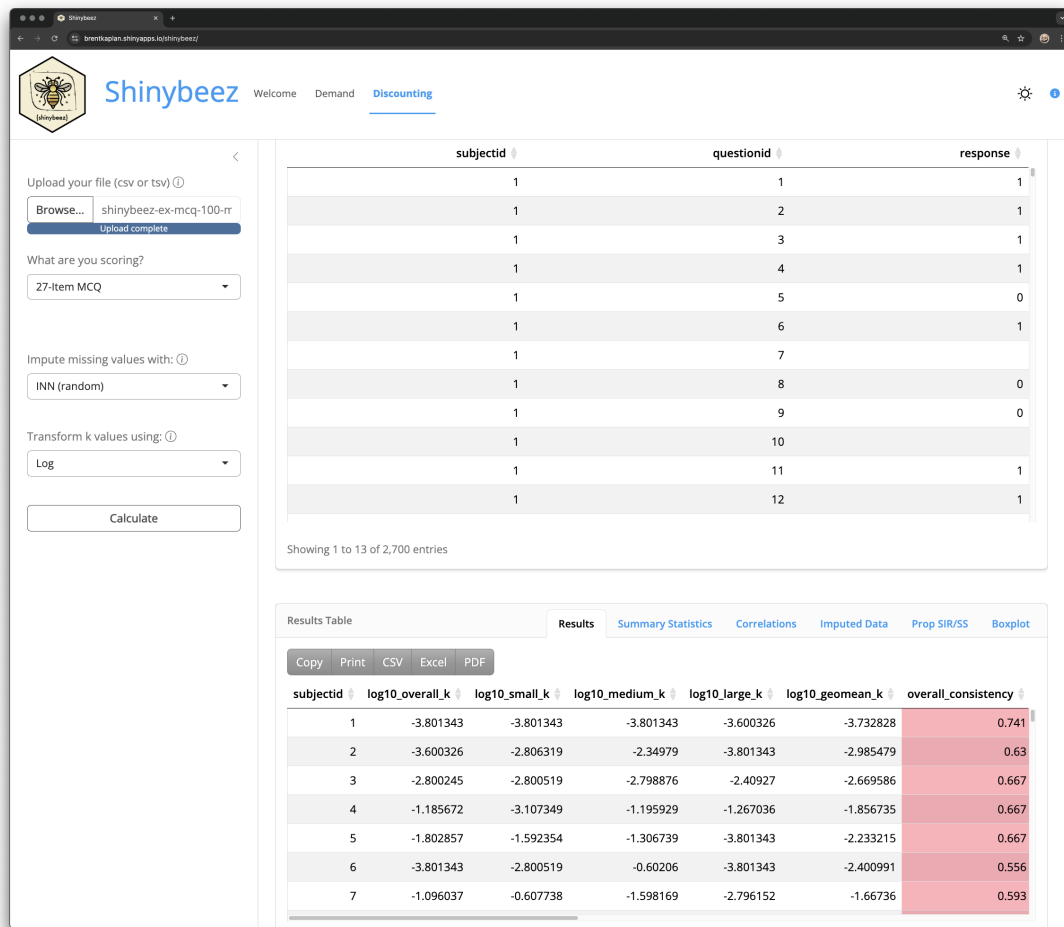 Shinybeez
brentkaplan.shinyapps.io/shinybeez/
{shinybeez}
Shinybeez Welcome Demand Discounting
Upload your file (csv or tsv)
Browse... shinybeez-ex-mcq-100-m
Upload complete
What are you scoring?
27-Item MCQ
Impute missing values with:
INN (random)
Transform k values using:
Log
Calculate
subjectid questionid response
1 1 1
1 2 1
1 3 1
1 4 1
1 5 0
1 6 1
1 7
1 8 0
1 9 0
1 10
1 11 1
1 12 1
Showing 1 to 13 of 2,700 entries
Results Table Results Summary Statistics Correlations Imputed Data Prop SIR/SS Boxplot
Copy Print CSV Excel PDF
subjectid log10_overall_k log10_small_k log10_medium_k log10_large_k log10_geomean_k overall_consistency
1 -3.801343 -3.801343 -3.801343 -3.600326 -3.732828 0.741
2 -3.600326 -2.806319 -2.34979 -3.801343 -2.985479 0.63
3 -2.800245 -2.800519 -2.798876 -2.40927 -2.669586 0.667
4 -1.185672 -3.107349 -1.195929 -1.267036 -1.856735 0.667
5 -1.802857 -1.592354 -1.306739 -3.801343 -2.233215 0.667
6 -3.801343 -2.800519 -0.60206 -3.801343 -2.400991 0.556
7 -1.096037 -0.607738 -1.598169 -2.796152 -1.66736 0.593